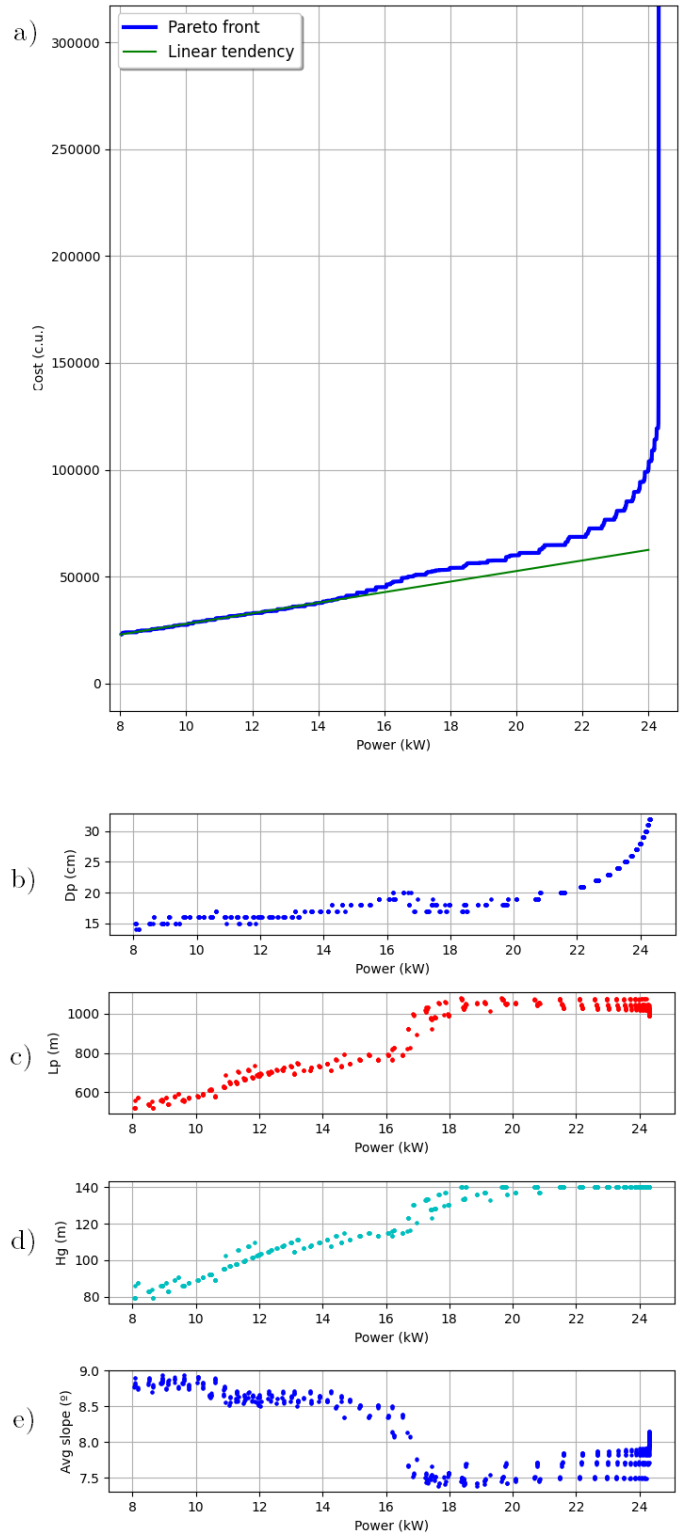 a)
Pareto front
Linear tendency
300000
250000
200000
150000
100000
50000
0
Cost (c.u.)
8 10 12 14 16 18 20 22 24
Power (kW)
b)
30
25
20
15
Dp (cm)
8 10 12 14 16 18 20 22 24
Power (kW)
c)
1000
800
600
Lp (m)
8 10 12 14 16 18 20 22 24
Power (kW)
d)
140
120
100
80
Hg (m)
8 10 12 14 16 18 20 22 24
Power (kW)
e)
9.0
8.5
8.0
7.5
Avg slope (º)
8 10 12 14 16 18 20 22 24
Power (kW)